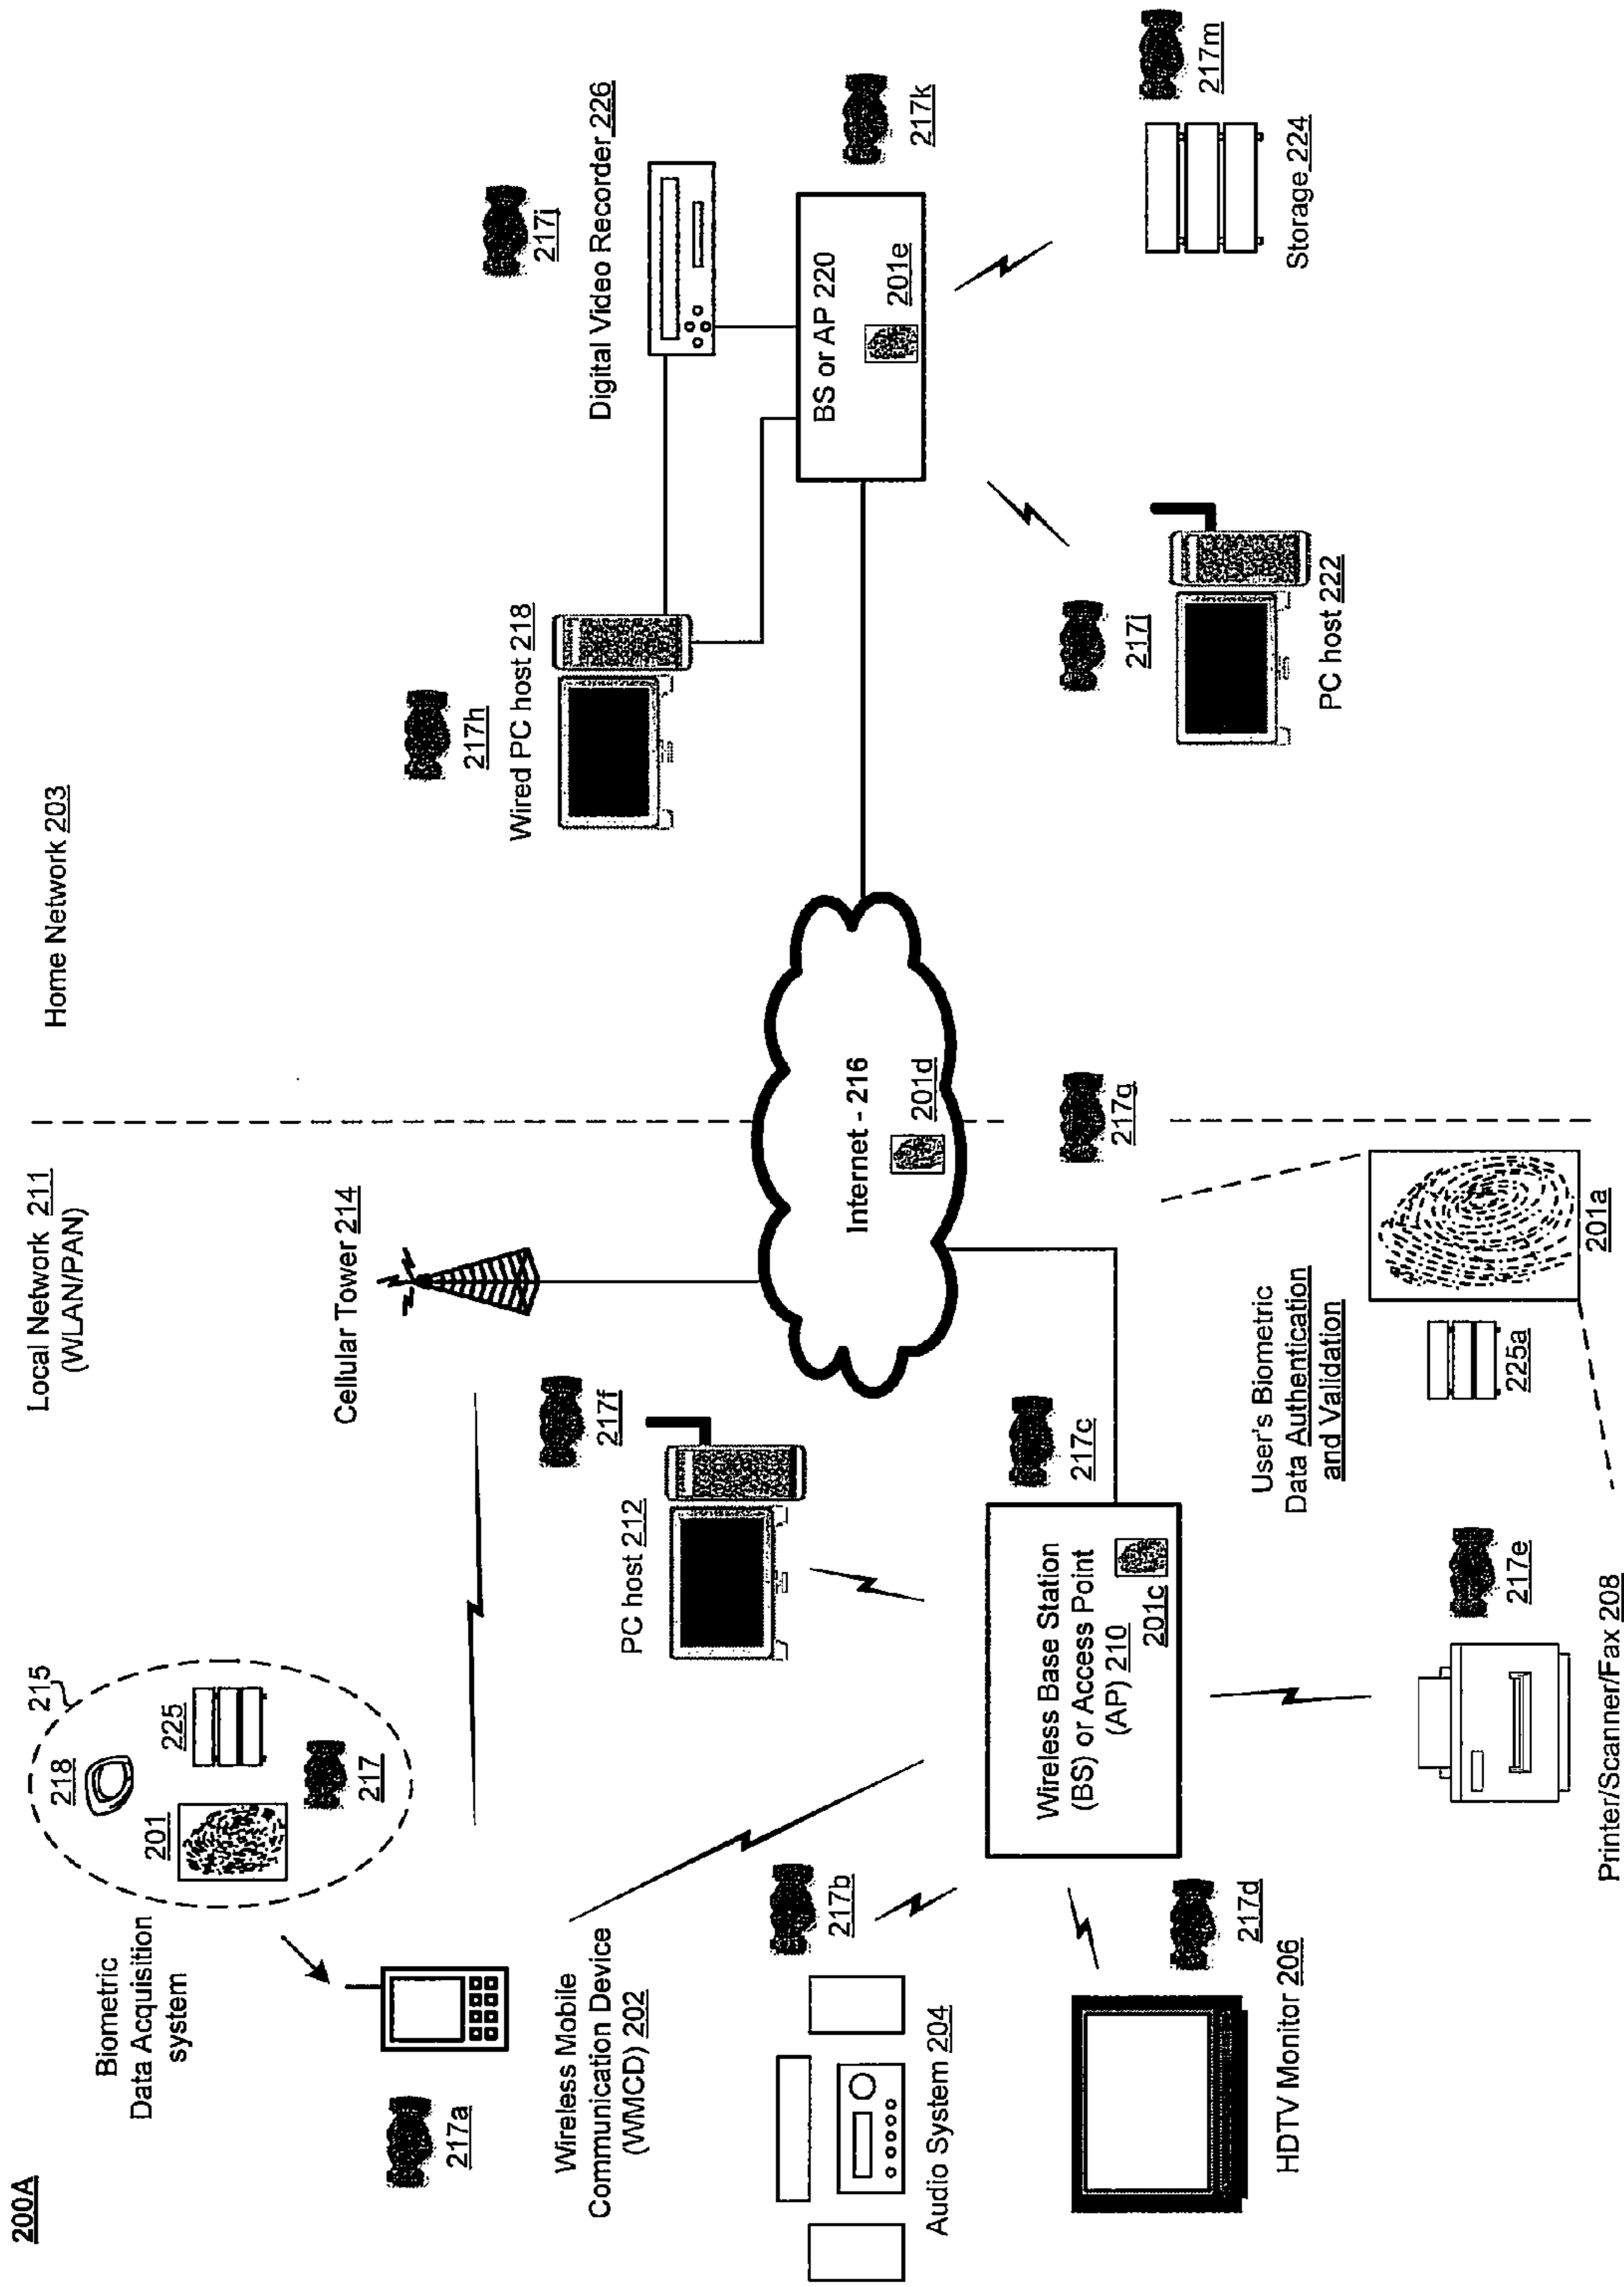 200A
Local Network 211
(WLAN/PAN)
Home Network 203
Biometric
Data Acquisition
system
215
218
225
201
217
217a
Wireless Mobile
Communication Device
(WMCD) 202
Cellular Tower 214
217h
Wired PC host 218
217j
Digital Video Recorder 226
217k
BS or AP 220
201e
217f
PC host 212
Internet - 216
201d
217b
Audio System 204
Wireless Base Station
(BS) or Access Point
(AP) 210
201c
217c
217g
217i
PC host 222
217m
Storage 224
217d
HDTV Monitor 206
217e
Printer/Scanner/Fax 208
User's Biometric
Data Authentication
and Validation
225a
201a